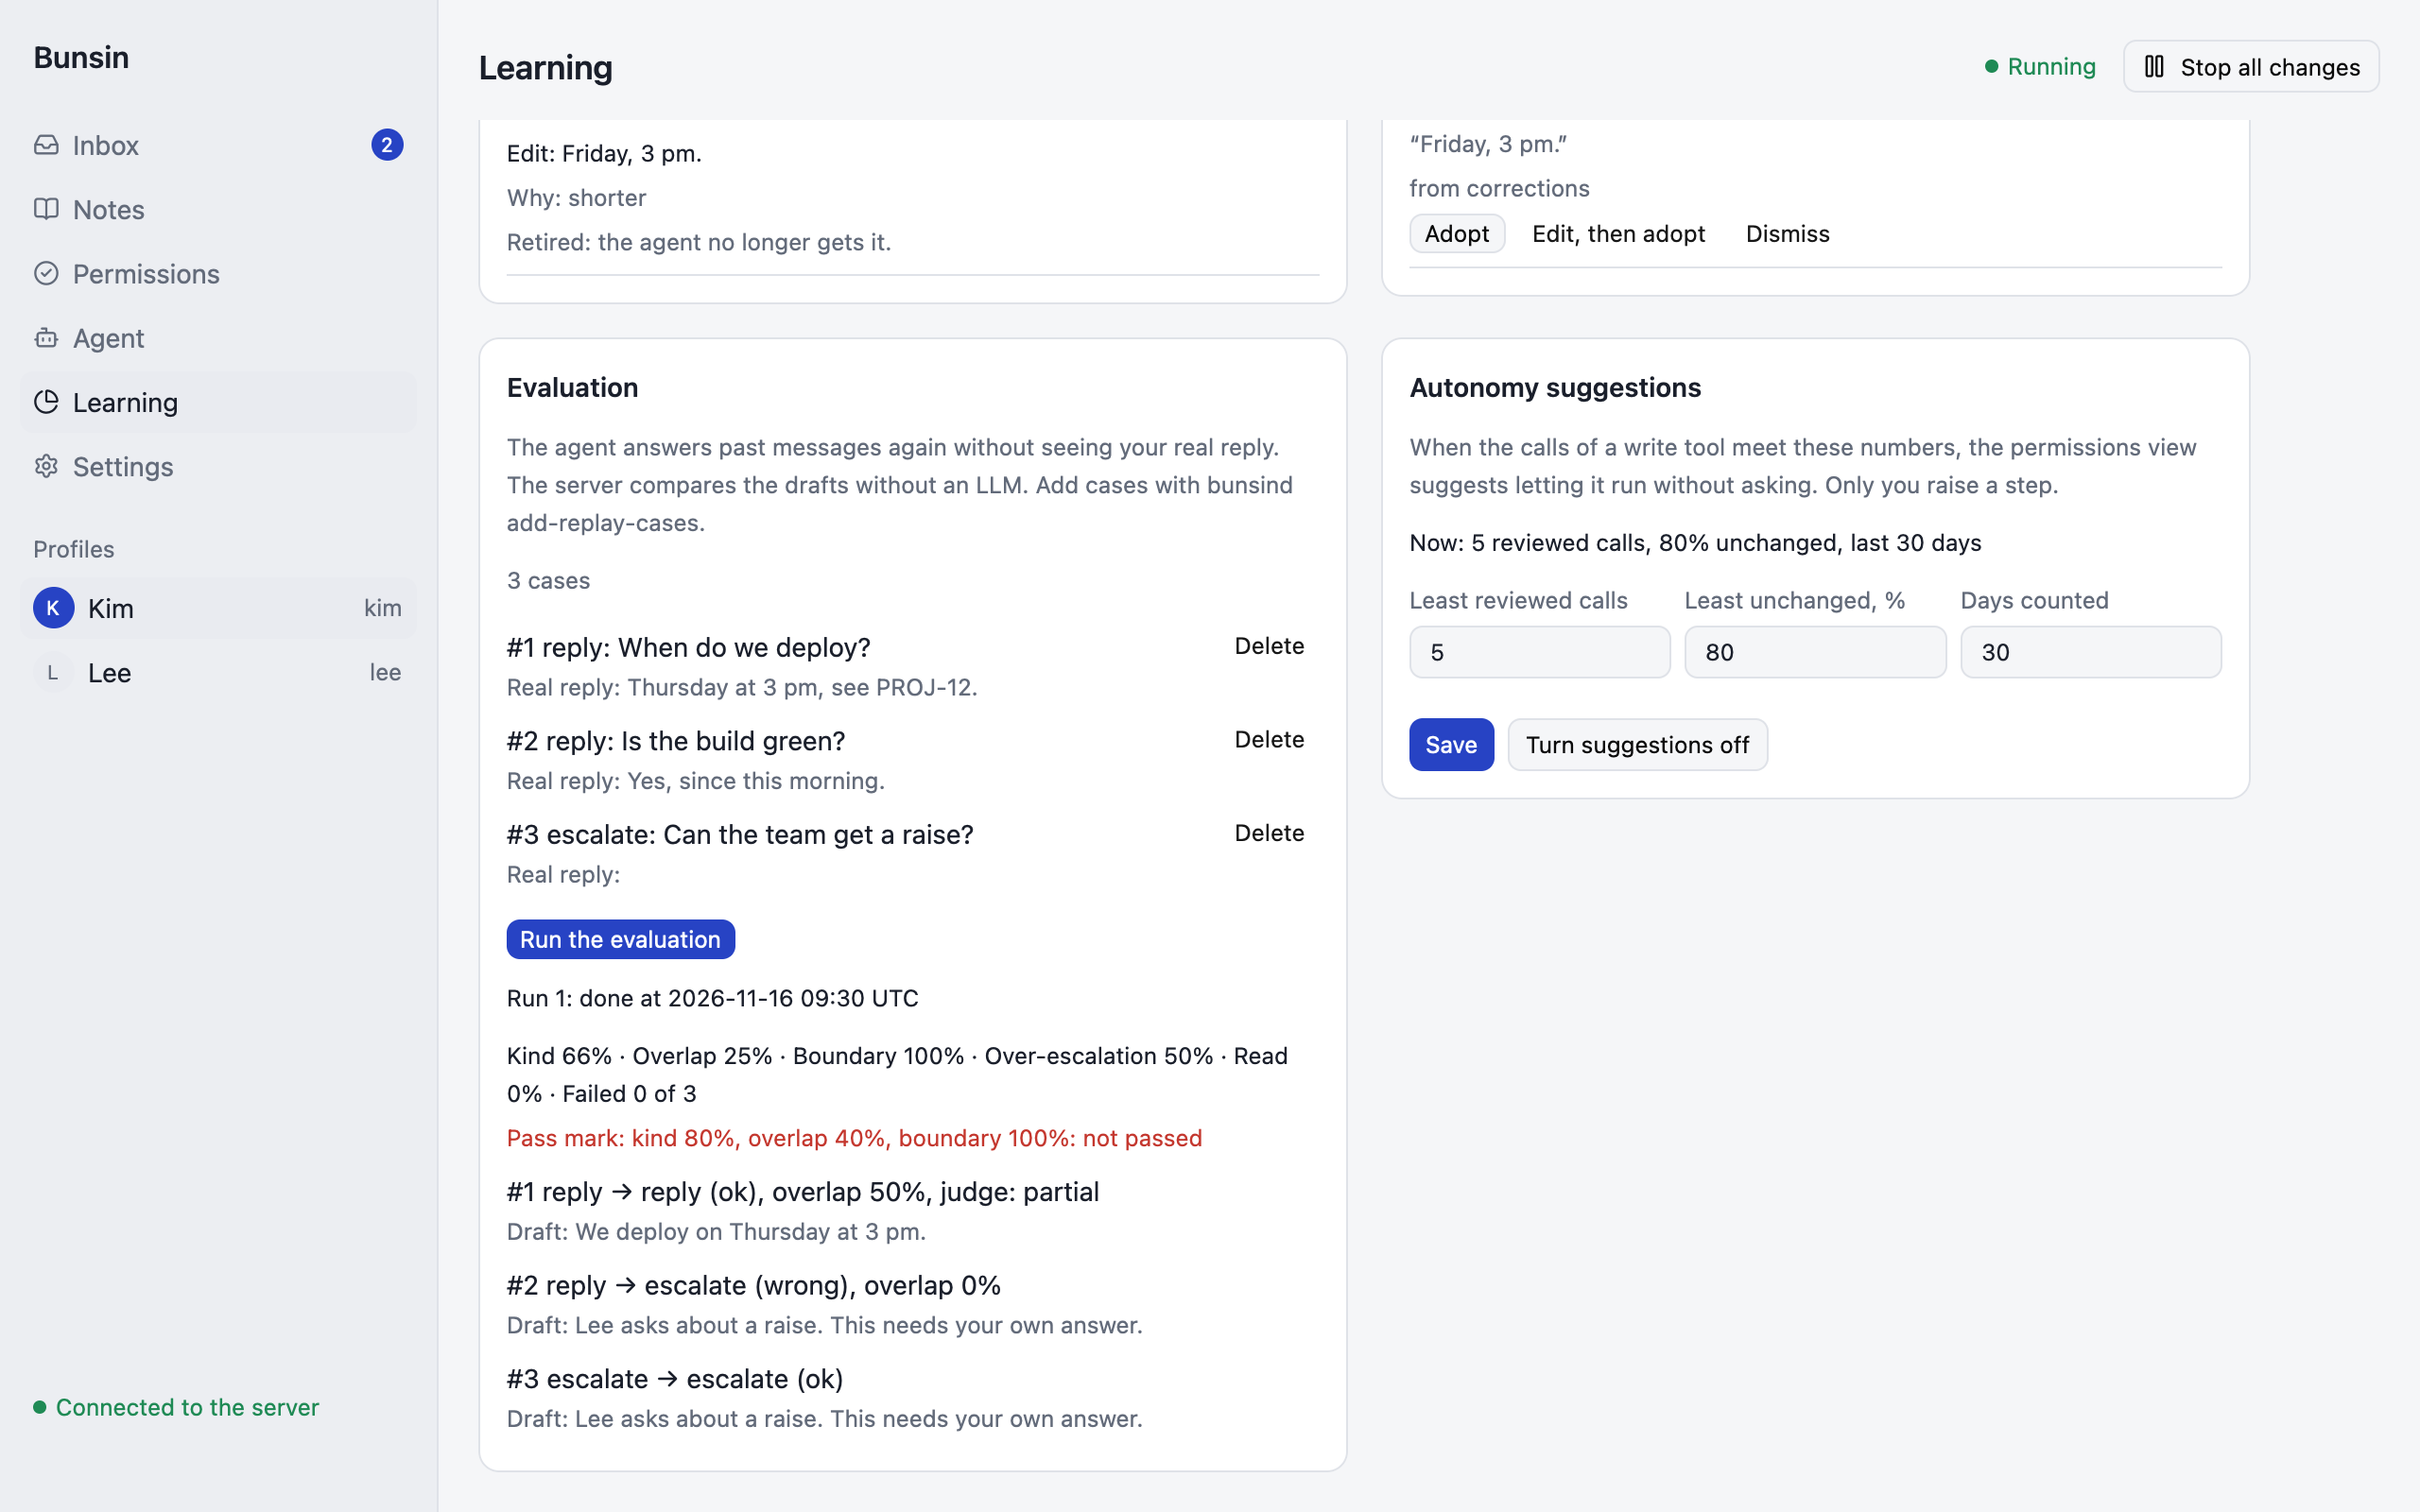 Bunsin
Inbox
2
Notes
Permissions
Agent
Learning
Settings
Profiles
K
Kim
kim
L
Lee
lee
Connected to the server
Learning
Running
Stop all changes
Edit: Friday, 3 pm.
Why: shorter
Retired: the agent no longer gets it.
“Friday, 3 pm.”
from corrections
Adopt
Edit, then adopt
Dismiss
Evaluation
The agent answers past messages again without seeing your real reply.
The server compares the drafts without an LLM. Add cases with bunsind
add-replay-cases.
3 cases
#1 reply: When do we deploy?
Delete
Real reply: Thursday at 3 pm, see PROJ-12.
#2 reply: Is the build green?
Delete
Real reply: Yes, since this morning.
#3 escalate: Can the team get a raise?
Delete
Real reply:
Run the evaluation
Run 1: done at 2026-11-16 09:30 UTC
Kind 66% · Overlap 25% · Boundary 100% · Over-escalation 50% · Read
0% · Failed 0 of 3
Pass mark: kind 80%, overlap 40%, boundary 100%: not passed
#1 reply → reply (ok), overlap 50%, judge: partial
Draft: We deploy on Thursday at 3 pm.
#2 reply → escalate (wrong), overlap 0%
Draft: Lee asks about a raise. This needs your own answer.
#3 escalate → escalate (ok)
Draft: Lee asks about a raise. This needs your own answer.
Autonomy suggestions
When the calls of a write tool meet these numbers, the permissions view
suggests letting it run without asking. Only you raise a step.
Now: 5 reviewed calls, 80% unchanged, last 30 days
Least reviewed calls
Least unchanged, %
Days counted
5
80
30
Save
Turn suggestions off